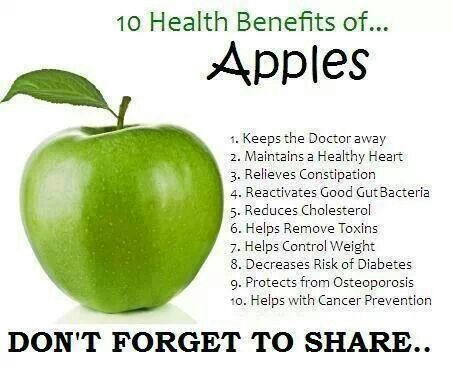 10 Health Benefits of...
Apples
1. Keeps the Doctor away
2. Maintains a Healthy Heart
3. Relieves Constipation
4. Reactivates Good Gut Bacteria
5. Reduces Cholesterol
6. Helps Remove Toxins
7. Helps Control Weight
8. Decreases Risk of Diabetes
9. Protects from Osteoporosis
10. Helps with Cancer Prevention
DON'T FORGET TO SHARE..